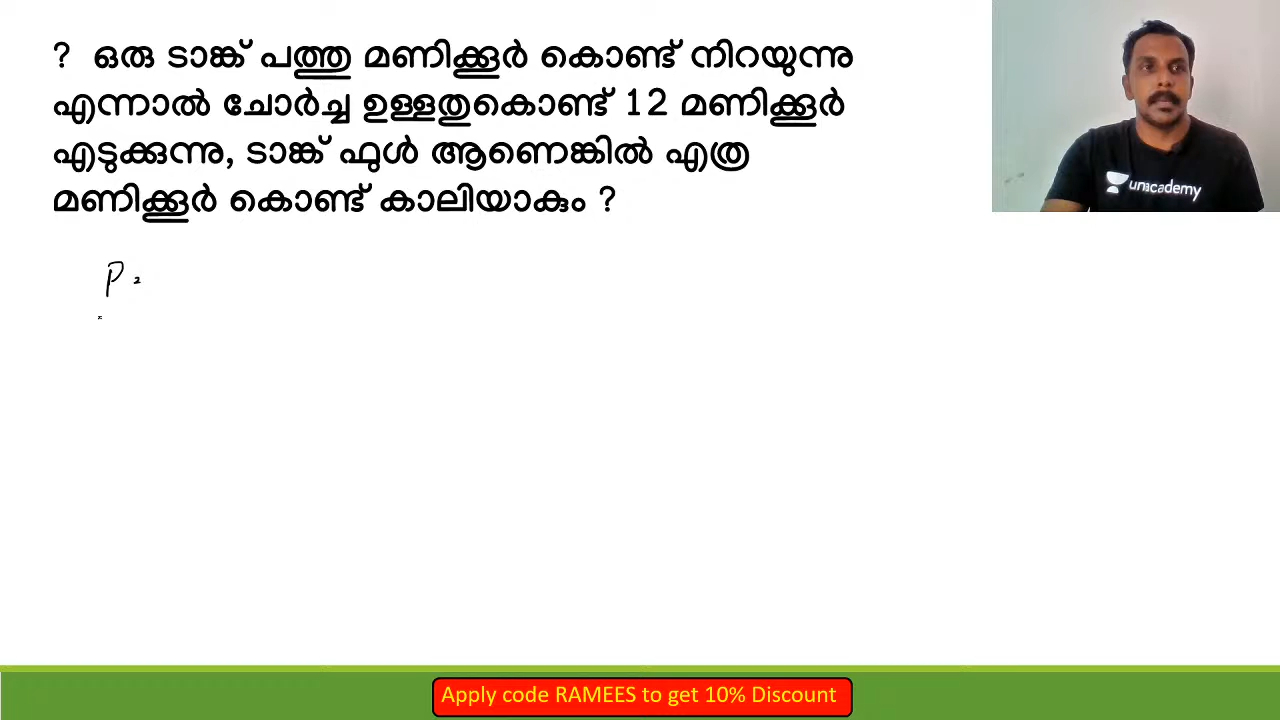 ? ഒരു ടാങ്ക് പത്തു മണിക്കൂർ കൊണ്ട് നിറയുന്നു
എന്നാൽ ചോർച്ച ഉള്ളതുകൊണ്ട് 12 മണിക്കൂർ
എടുക്കുന്നു, ടാങ്ക് ഫുൾ ആണെങ്കിൽ എത്ര
മണിക്കൂർ കൊണ്ട് കാലിയാകും ?
unacademy
P =
Apply code RAMEES to get 10% Discount